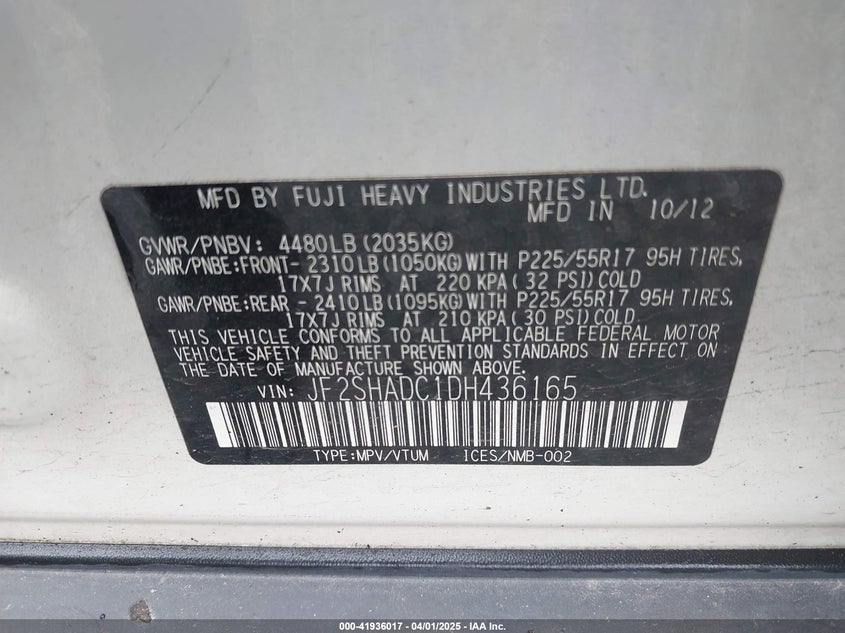 MFD BY FUJI HEAVY INDUSTRIES LTD.
MFD IN 10/12
GVWR/PNBV: 4480LB (2035KG)
GAWR/PNBE:FRONT- 2310LB (1050KG) WITH P225/55R17 95H TIRES,
17X7J RIMS AT 220 KPA ( 32 PSI) COLD
GAWR/PNBE:REAR - 2410LB (1095KG) WITH P225/55R17 95H TIRES,
17X7J RIMS AT 210 KPA ( 30 PSI) COLD.
THIS VEHICLE CONFORMS TO ALL APPLICABLE FEDERAL MOTOR
VEHICLE SAFETY AND THEFT PREVENTION STANDARDS IN EFFECT ON
THE DATE OF MANUFACTURE SHOWN ABOVE.
VIN: JF2SHADC1DH436165
TYPE:MPV/VTUM ICES/NMB-002
000-41936017 - 04/01/2025 - IAA Inc.